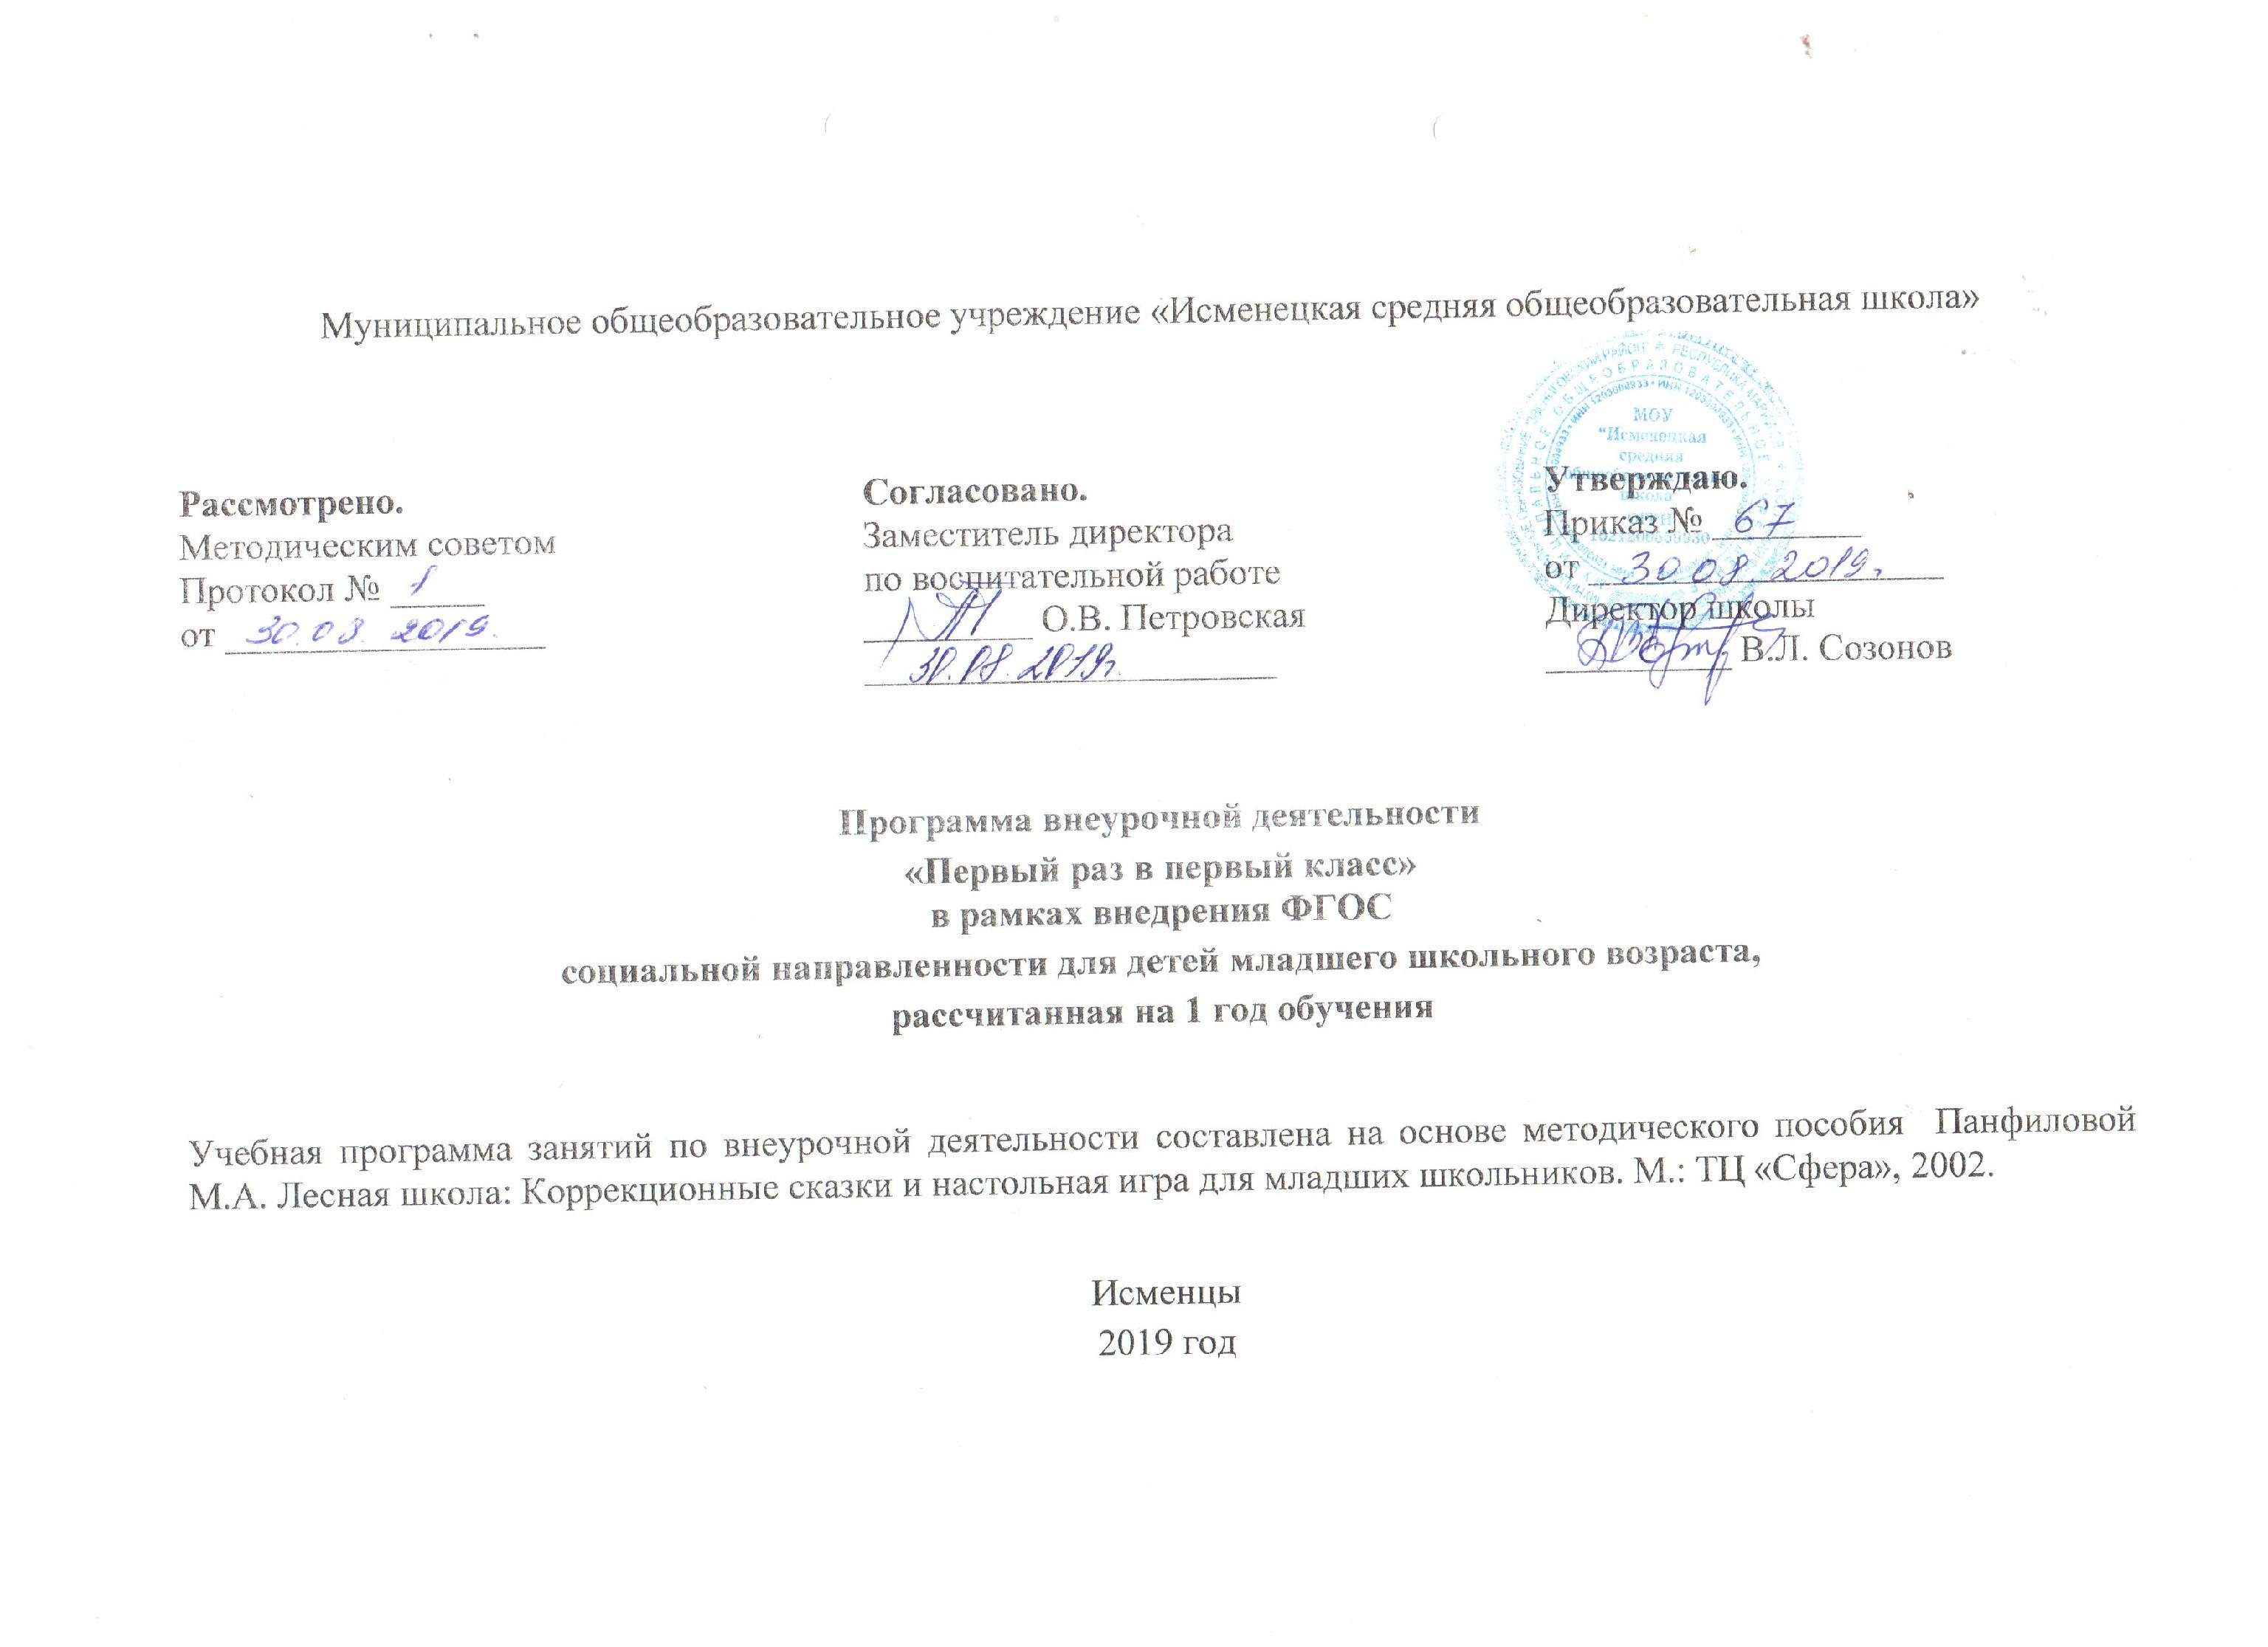 Муниципальное общеобразовательное учреждение «Исменецкая средняя общеобразовательная школа»
Рассмотрено.
Методическим советом
Протокол № 1
от 30.08. 2019.
Согласовано.
Заместитель директора
по воспитательной работе
О.В. Петровская
30.08.2019г.
МОУ
"Исменецкая
средняя
школа
Утверждаю.
Приказ № 67
от 30 08. 2019г.
Директор школы
В.Л. Созонов
Программа внеурочной деятельности
«Первый раз в первый класс»
в рамках внедрения ФГОС
социальной направленности для детей младшего школьного возраста,
рассчитанная на 1 год обучения
Учебная программа занятий по внеурочной деятельности составлена на основе методического пособия Панфиловой
М.А. Лесная школа: Коррекционные сказки и настольная игра для младших школьников. М.: ТЦ «Сфера», 2002.
Исменцы
2019 год